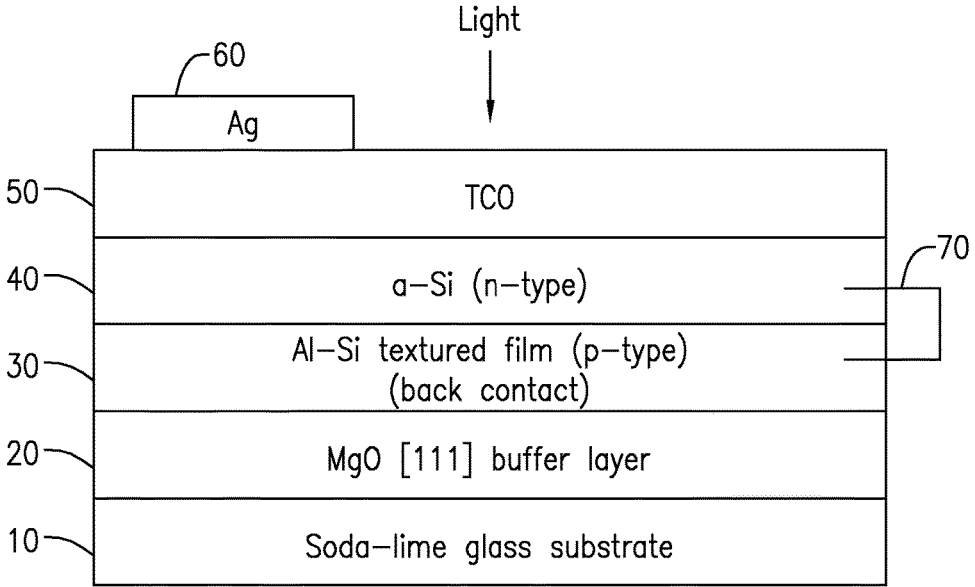 Light
60
Ag
50
TCO
40
a-Si (n-type)
70
30
Al-Si textured film (p-type)
(back contact)
20
MgO [111] buffer layer
10
Soda-lime glass substrate